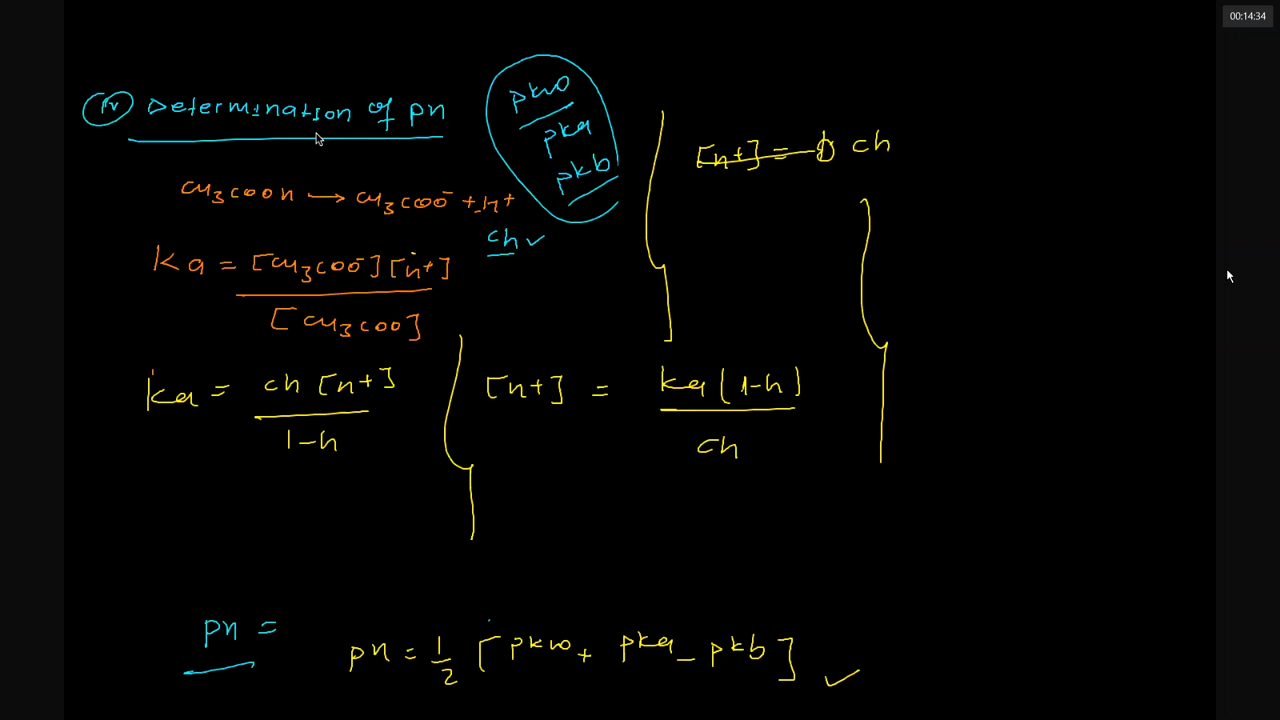 00:14:34
(iv) Determination of pH
pkw
pka
pkb
CH3COOH → CH3COO⁻ + H⁺
ch ✓
Ka = [CH3COO⁻][H⁺]
[CH3COO]
ka = ch [H+]
1-h
[H+] = ka (1-h)
ch
[H+] = ch
pH =
pH = 1/2 [pkw + pka - pkb] ✓